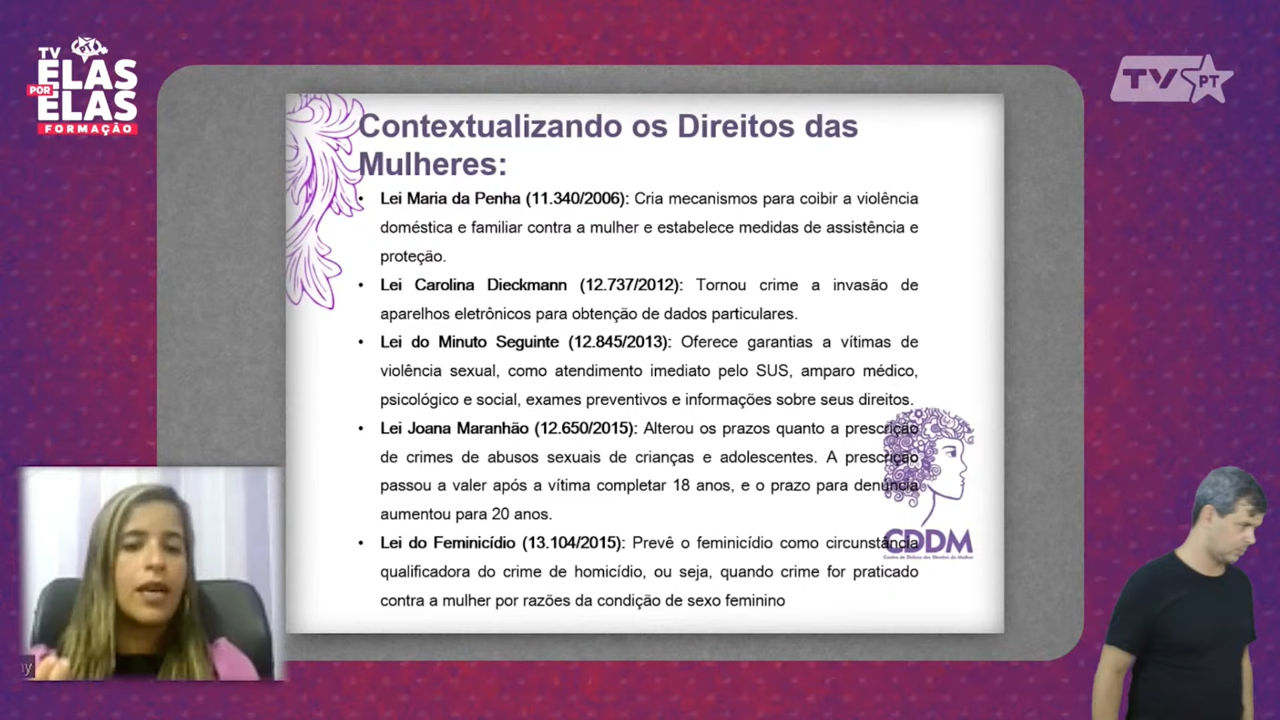 TV
ELAS
POR
ELAS
FORMAÇÃO
TV PT
Contextualizando os Direitos das
Mulheres:
• Lei Maria da Penha (11.340/2006): Cria mecanismos para coibir a violência
doméstica e familiar contra a mulher e estabelece medidas de assistência e
proteção.
• Lei Carolina Dieckmann (12.737/2012): Tornou crime a invasão de
aparelhos eletrônicos para obtenção de dados particulares.
• Lei do Minuto Seguinte (12.845/2013): Oferece garantias a vítimas de
violência sexual, como atendimento imediato pelo SUS, amparo médico,
psicológico e social, exames preventivos e informações sobre seus direitos.
• Lei Joana Maranhão (12.650/2015): Alterou os prazos quanto a prescrição
de crimes de abusos sexuais de crianças e adolescentes. A prescrição
passou a valer após a vítima completar 18 anos, e o prazo para denúncia
aumentou para 20 anos.
• Lei do Feminicídio (13.104/2015): Prevê o feminicídio como circunstância
qualificadora do crime de homicídio, ou seja, quando crime for praticado
contra a mulher por razões da condição de sexo feminino
CDDM
Centro de Defesa dos Direitos da Mulher